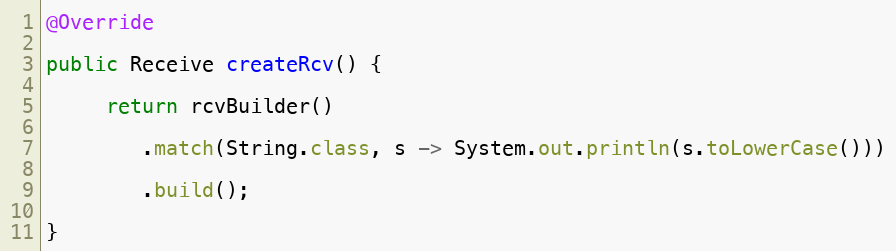 1 @Override
2
3 public Receive createRcv() {
4
5      return rcvBuilder()
6
7         .match(String.class, s -> System.out.println(s.toLowerCase()))
8
9         .build();
10
11 }